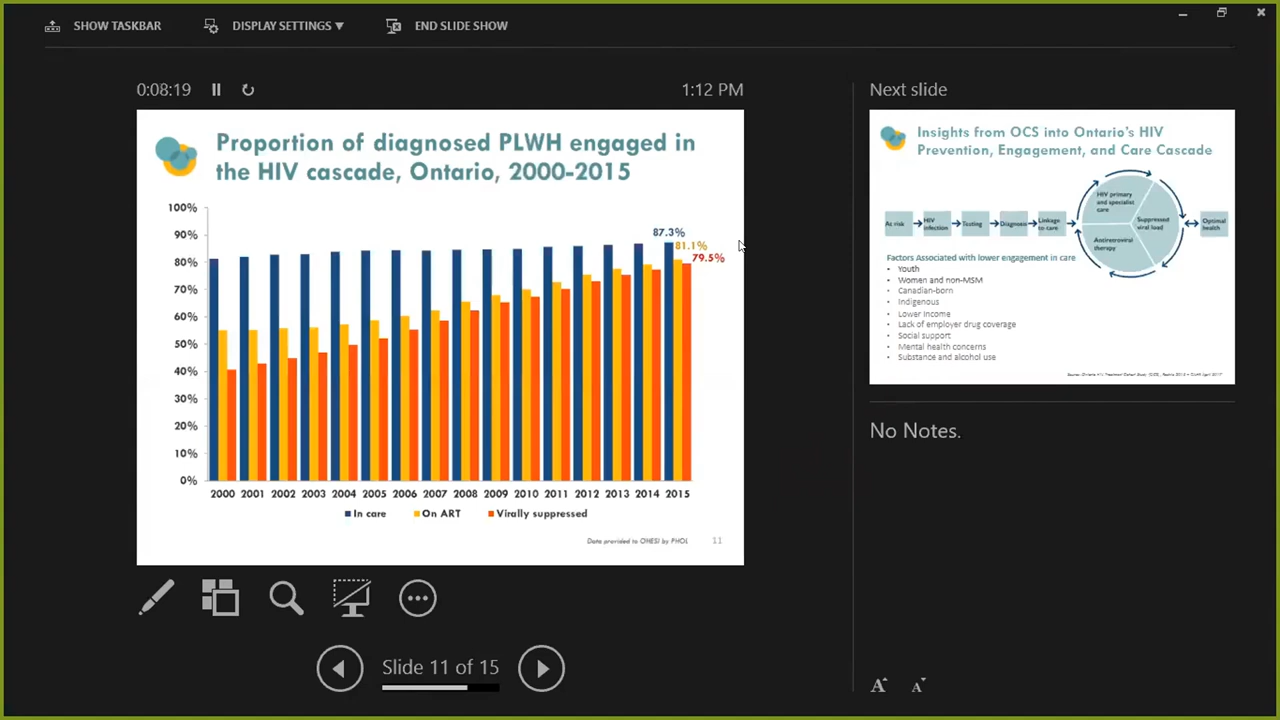 SHOW TASKBAR
DISPLAY SETTINGS ▼
END SLIDE SHOW
0:08:19
1:12 PM
Proportion of diagnosed PLWH engaged in
the HIV cascade, Ontario, 2000-2015
100%
90%
80%
70%
60%
50%
40%
30%
20%
10%
0%
87.3%
81.1%
79.5%
2000 2001 2002 2003 2004 2005 2006 2007 2008 2009 2010 2011 2012 2013 2014 2015
In care On ART Virally suppressed
Data provided to OHESI by PHOL
11
Slide 11 of 15
Next slide
Insights from OCS into Ontario's HIV
Prevention, Engagement, and Care Cascade
At risk
HIV
infection
Testing
Diagnosis
Linkage
to care
HIV primary
and specialist
care
Suppressed
viral load
Antiretroviral
therapy
Optimal
health
Factors Associated with lower engagement in care
• Youth
• Women and non-MSM
• Canadian-born
• Indigenous
• Lower Income
• Lack of employer drug coverage
• Social support
• Mental health concerns
• Substance and alcohol use
No Notes.
A A